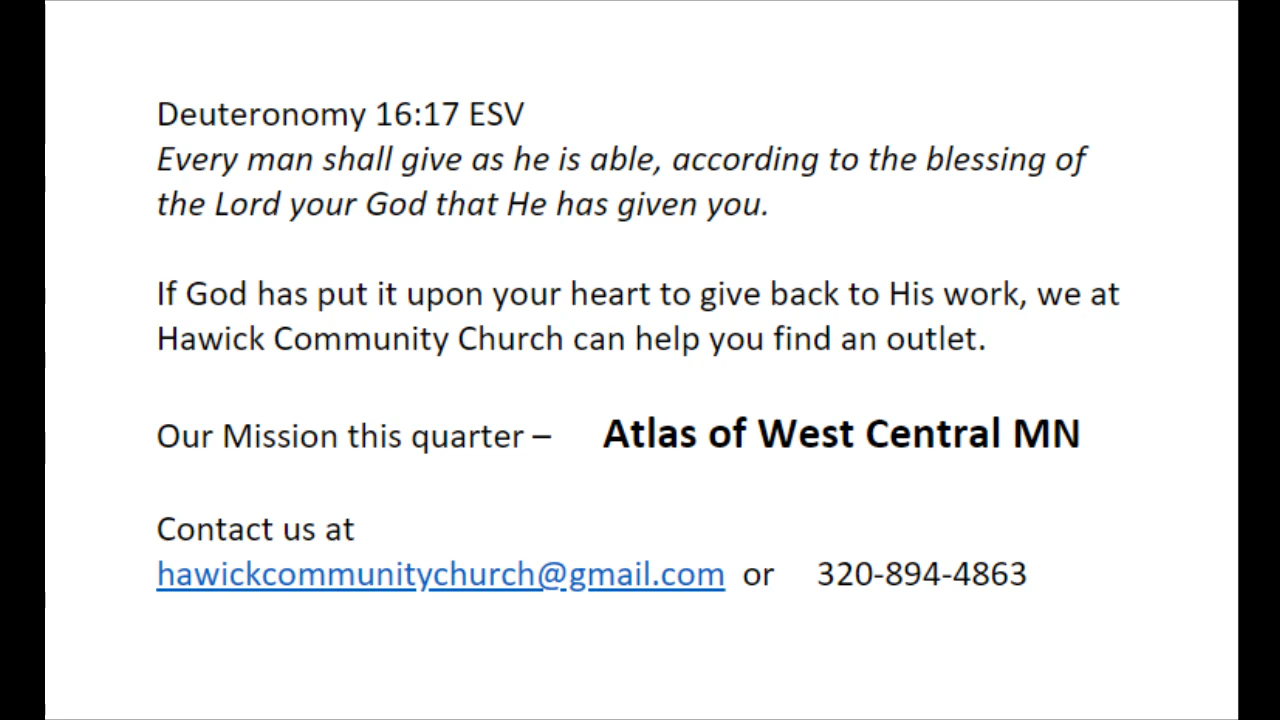 Deuteronomy 16:17 ESV
Every man shall give as he is able, according to the blessing of
the Lord your God that He has given you.
If God has put it upon your heart to give back to His work, we at
Hawick Community Church can help you find an outlet.
Our Mission this quarter – Atlas of West Central MN
Contact us at
hawickcommunitychurch@gmail.com or 320-894-4863